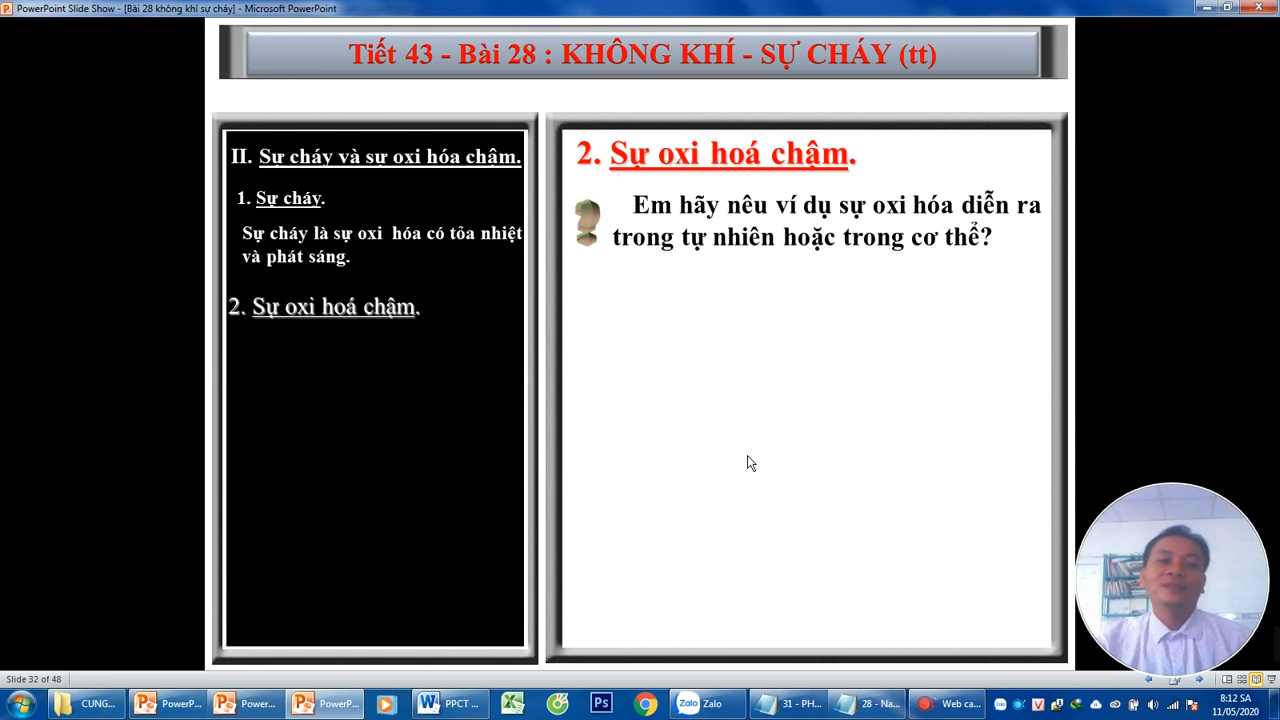 PowerPoint Slide Show - [Bài 28 không khí sự cháy] - Microsoft PowerPoint
Tiết 43 - Bài 28 : KHÔNG KHÍ - SỰ CHÁY (tt)
II. Sự cháy và sự oxi hóa chậm.
1. Sự cháy.
Sự cháy là sự oxi hóa có tỏa nhiệt
và phát sáng.
2. Sự oxi hoá chậm.
2. Sự oxi hoá chậm.
Em hãy nêu ví dụ sự oxi hóa diễn ra
trong tự nhiên hoặc trong cơ thể?
Slide 32 of 48
CUNG...
PowerP...
Power...
PowerP...
PPCT ...
Zalo
31 - PH...
28 - Na...
Web ca...
8:12 SA
11/05/2020